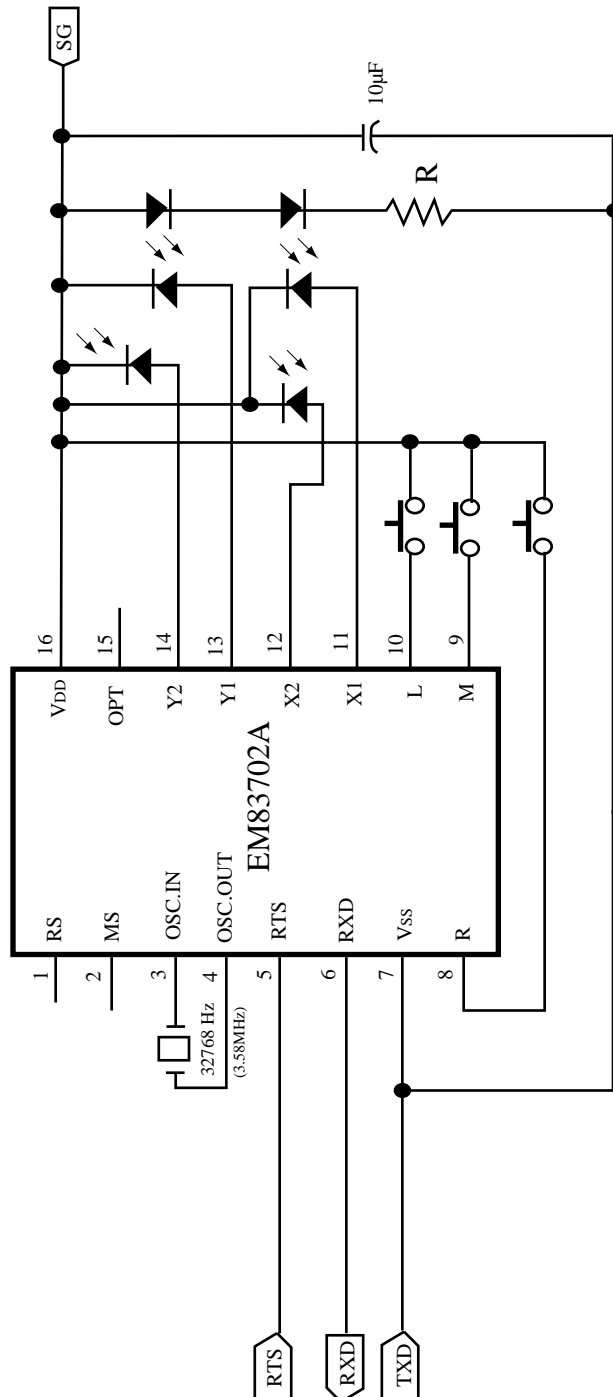 SG
10µF
R
16
15
14
13
12
11
10
9
VDD
OPT
Y2
Y1
X2
X1
L
M
EM83702A
RS
MS
OSC.IN
OSC.OUT
RTS
RXD
VSS
R
1
2
3
4
5
6
7
8
32768 Hz
(3.58MHz)
RTS
RXD
TXD